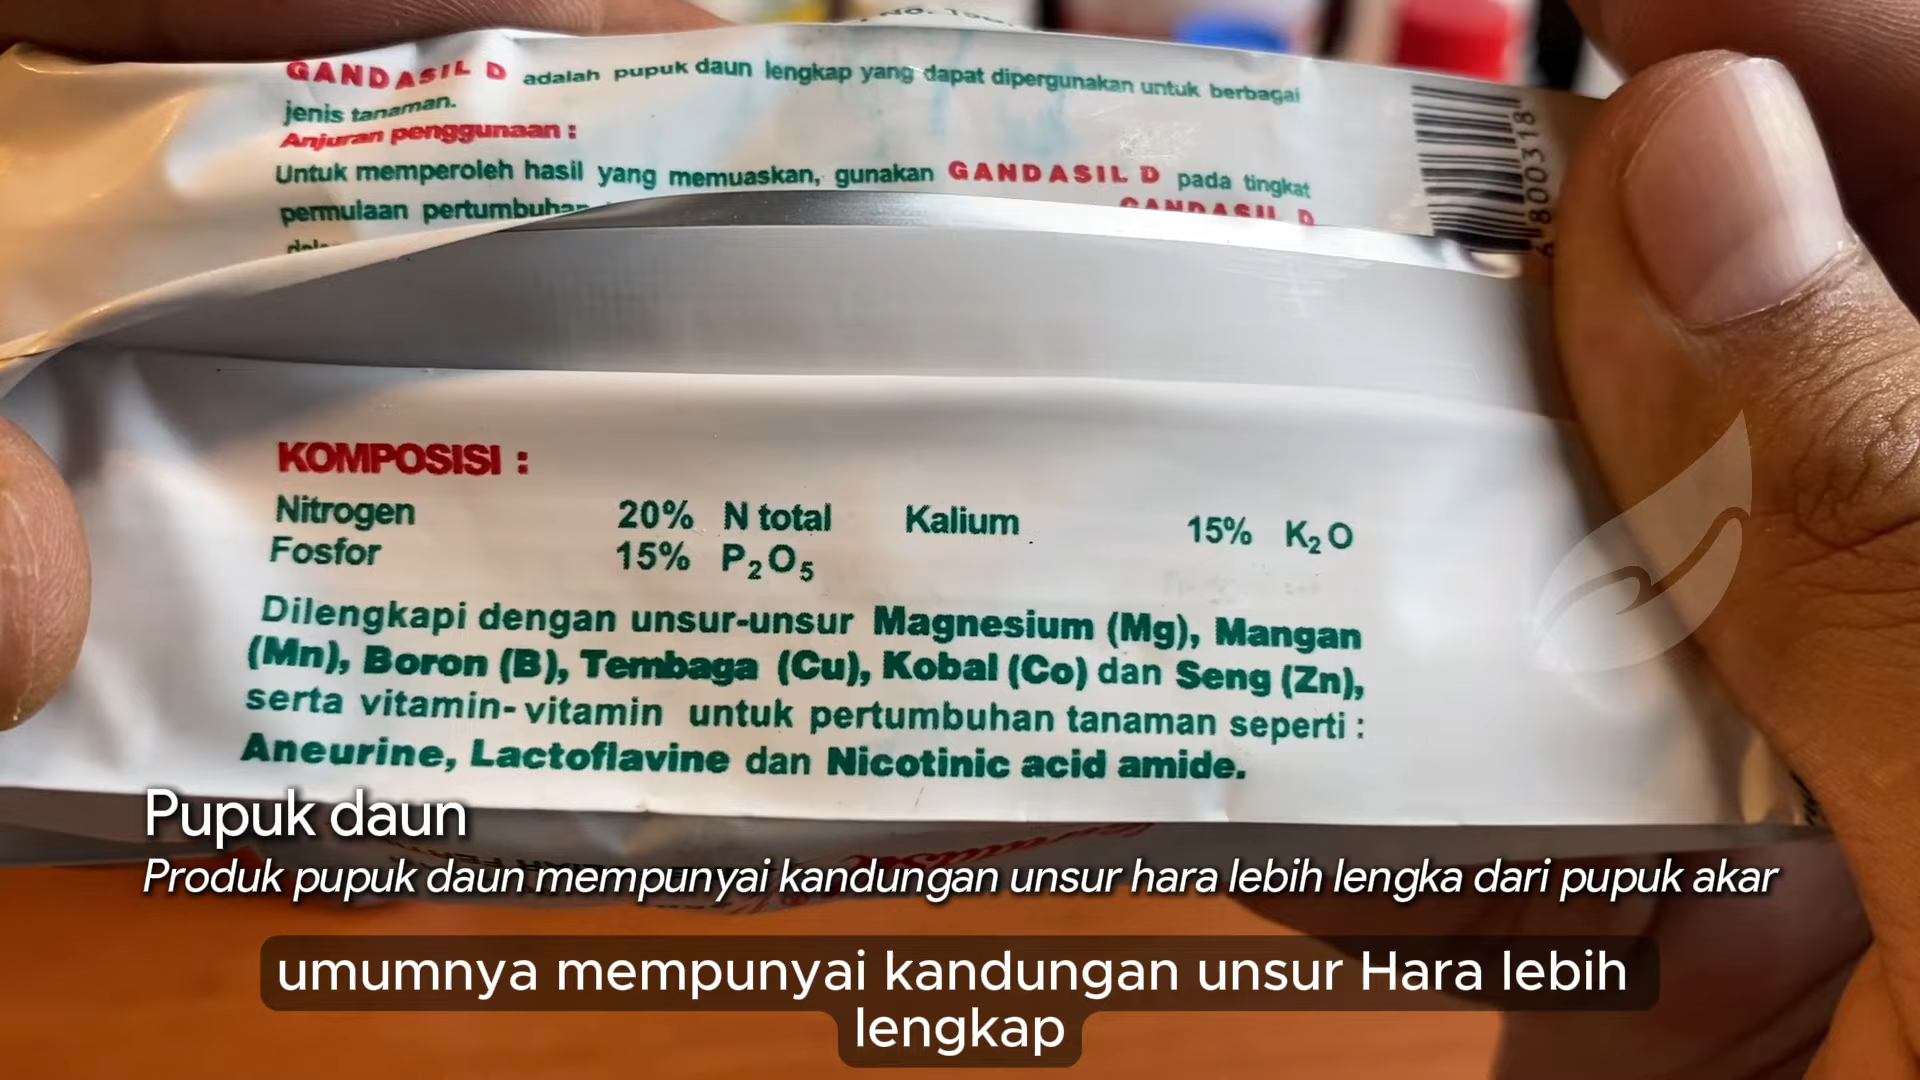 GANDASIL D adalah pupuk daun lengkap yang dapat dipergunakan untuk berbagai
jenis tanaman.
Anjuran penggunaan :
Untuk memperoleh hasil yang memuaskan, gunakan GANDASIL D pada tingkat
permulaan pertumbuhan
GANDASIL D
KOMPOSISI :
Nitrogen 20% N total Kalium 15% K₂O
Fosfor 15% P₂O₅
Dilengkapi dengan unsur-unsur Magnesium (Mg), Mangan
(Mn), Boron (B), Tembaga (Cu), Kobal (Co) dan Seng (Zn),
serta vitamin-vitamin untuk pertumbuhan tanaman seperti :
Aneurine, Lactoflavine dan Nicotinic acid amide.
Pupuk daun
Produk pupuk daun mempunyai kandungan unsur hara lebih lengka dari pupuk akar
umumnya mempunyai kandungan unsur Hara lebih
lengkap